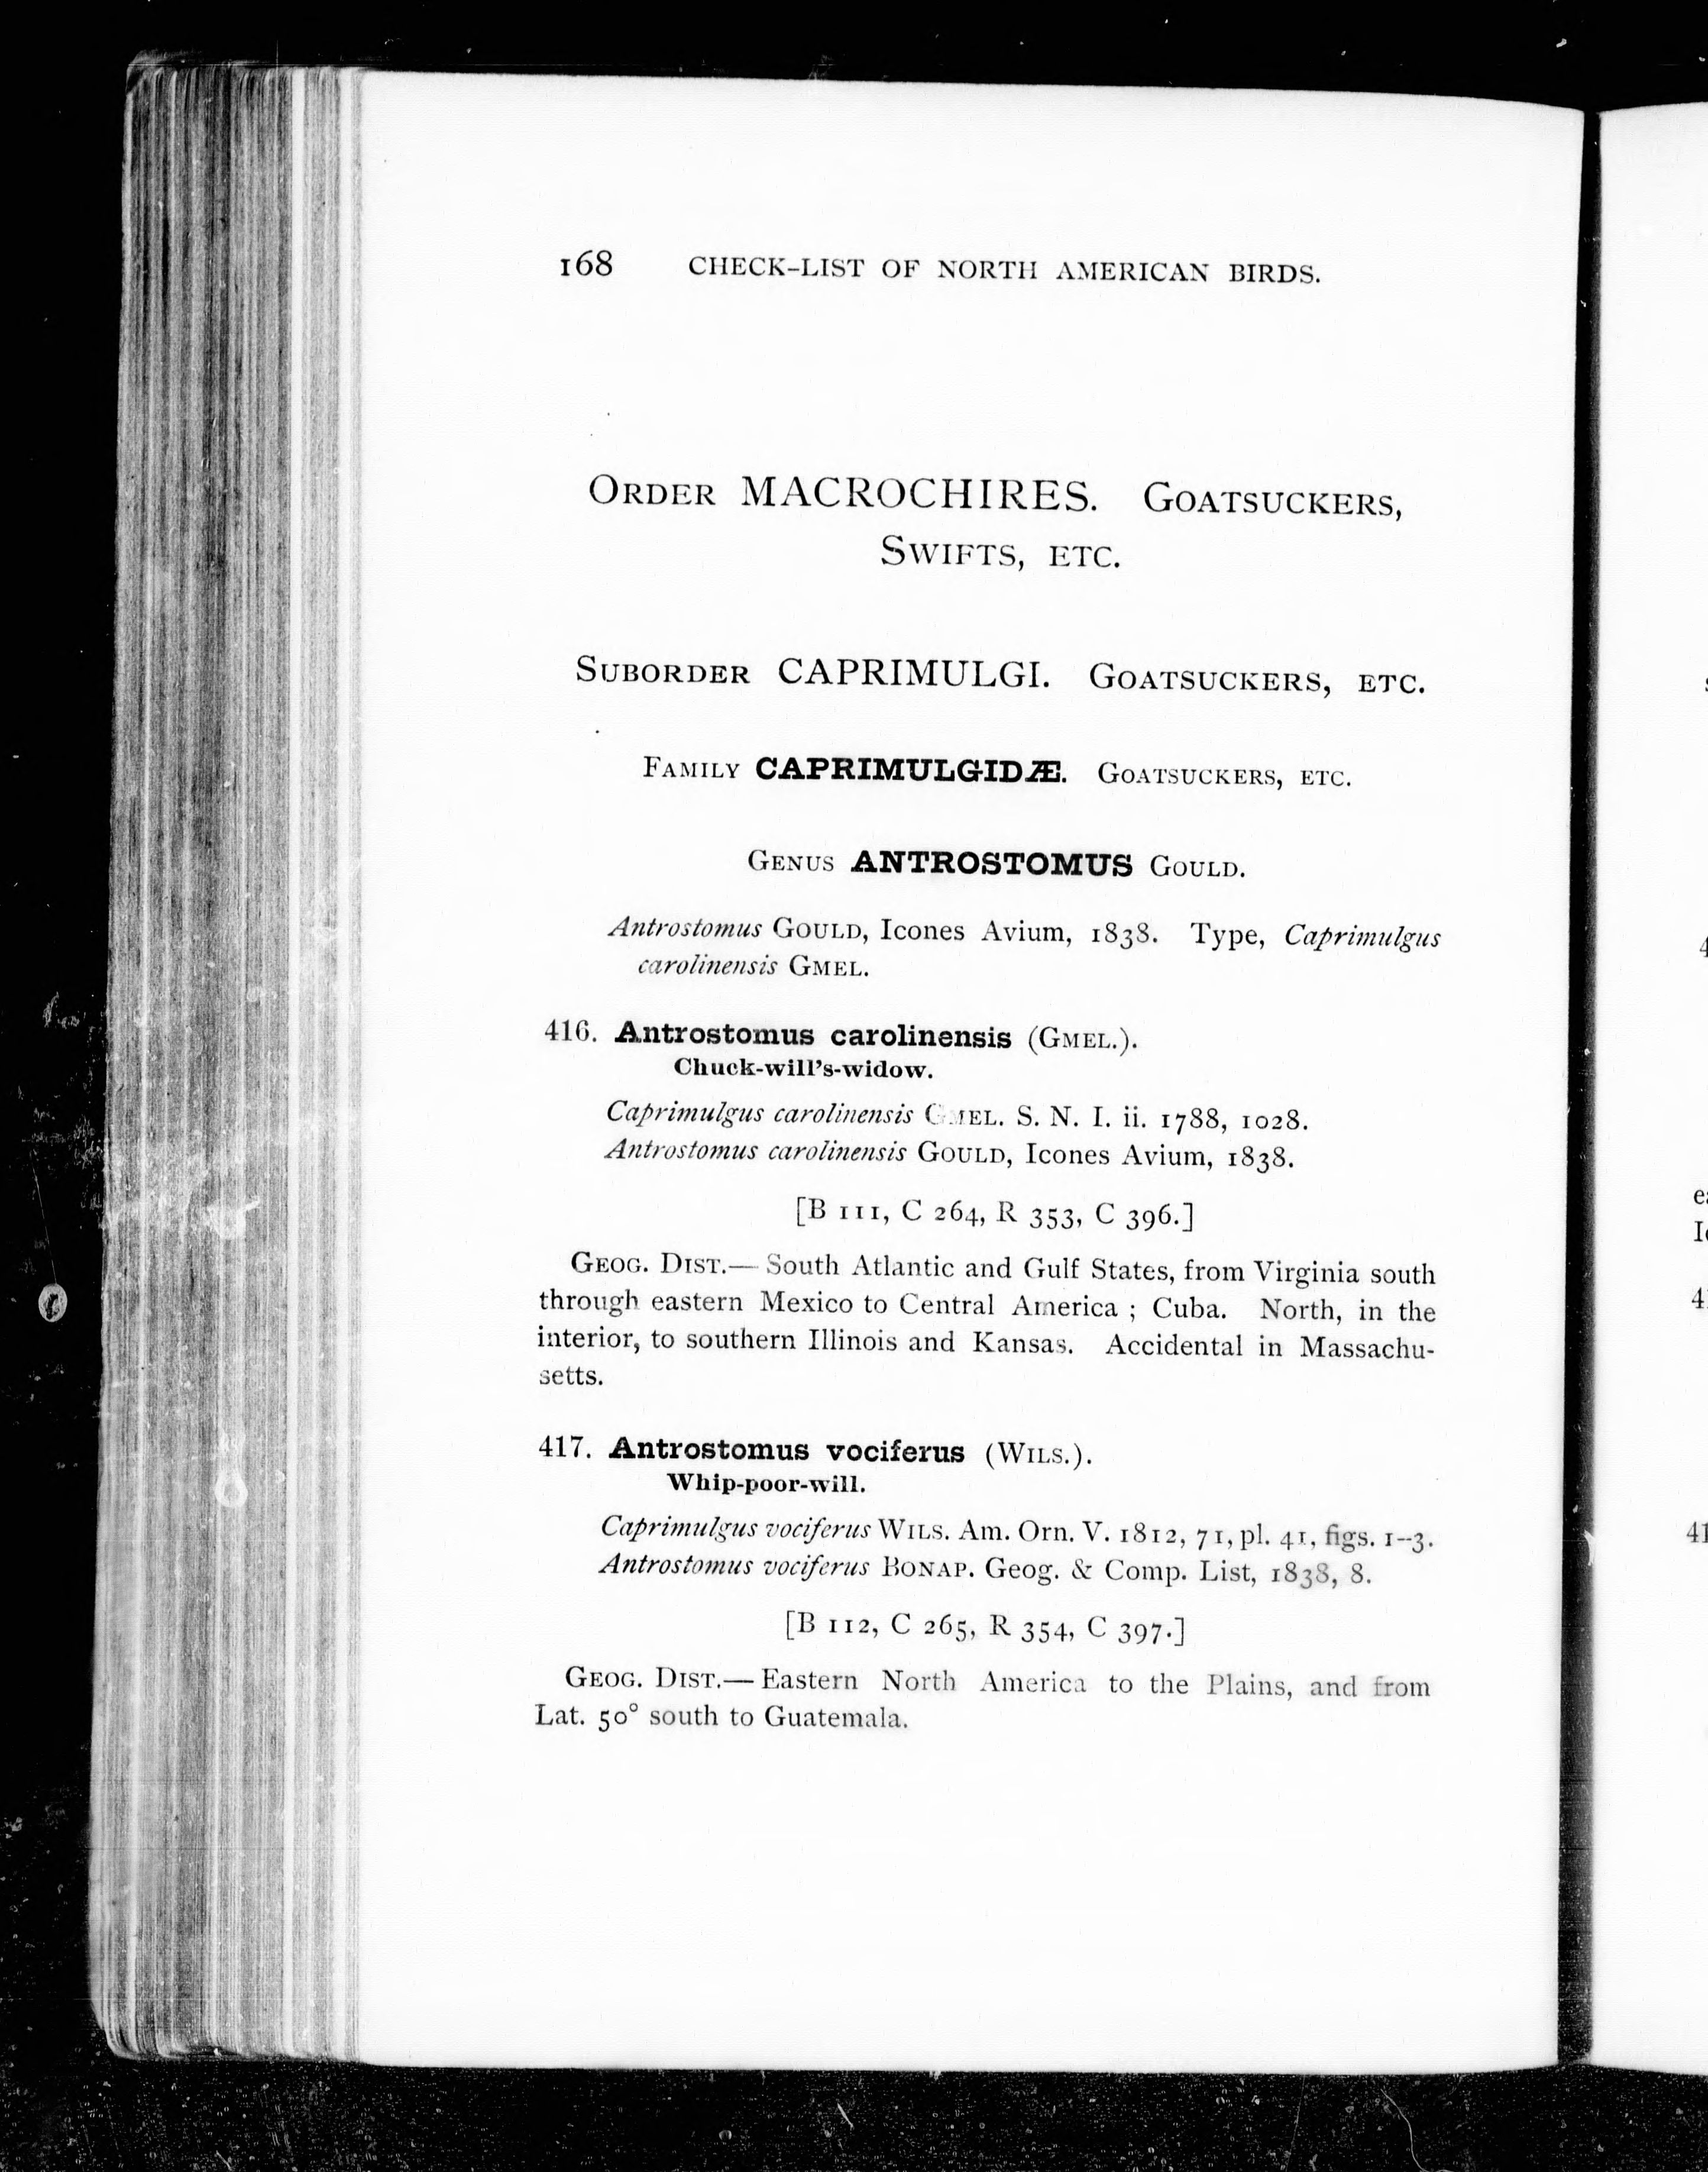 168 CHECK-LIST OF NORTH AMERICAN BIRDS.
ORDER MACROCHIRES. GOATSUCKERS,
SWIFTS, ETC.
SUBORDER CAPRIMULGI. GOATSUCKERS, ETC.
FAMILY CAPRIMULGIDÆ. GOATSUCKERS, ETC.
GENUS ANTROSTOMUS GOULD.
Antrostomus GOULD, Icones Avium, 1838. Type, Caprimulgus
carolinensis GMEL.
416. Antrostomus carolinensis (GMEL.).
Chuck-will's-widow.
Caprimulgus carolinensis GMEL. S. N. I. ii. 1788, 1028.
Antrostomus carolinensis GOULD, Icones Avium, 1838.
[B 111, C 264, R 353, C 396.]
GEOG. DIST.— South Atlantic and Gulf States, from Virginia south
through eastern Mexico to Central America ; Cuba. North, in the
interior, to southern Illinois and Kansas. Accidental in Massachu-
setts.
417. Antrostomus vociferus (WILS.).
Whip-poor-will.
Caprimulgus vociferus WILS. Am. Orn. V. 1812, 71, pl. 41, figs. 1-3.
Antrostomus vociferus BONAP. Geog. & Comp. List, 1838, 8.
[B 112, C 265, R 354, C 397.]
GEOG. DIST.— Eastern North America to the Plains, and from
Lat. 50° south to Guatemala.